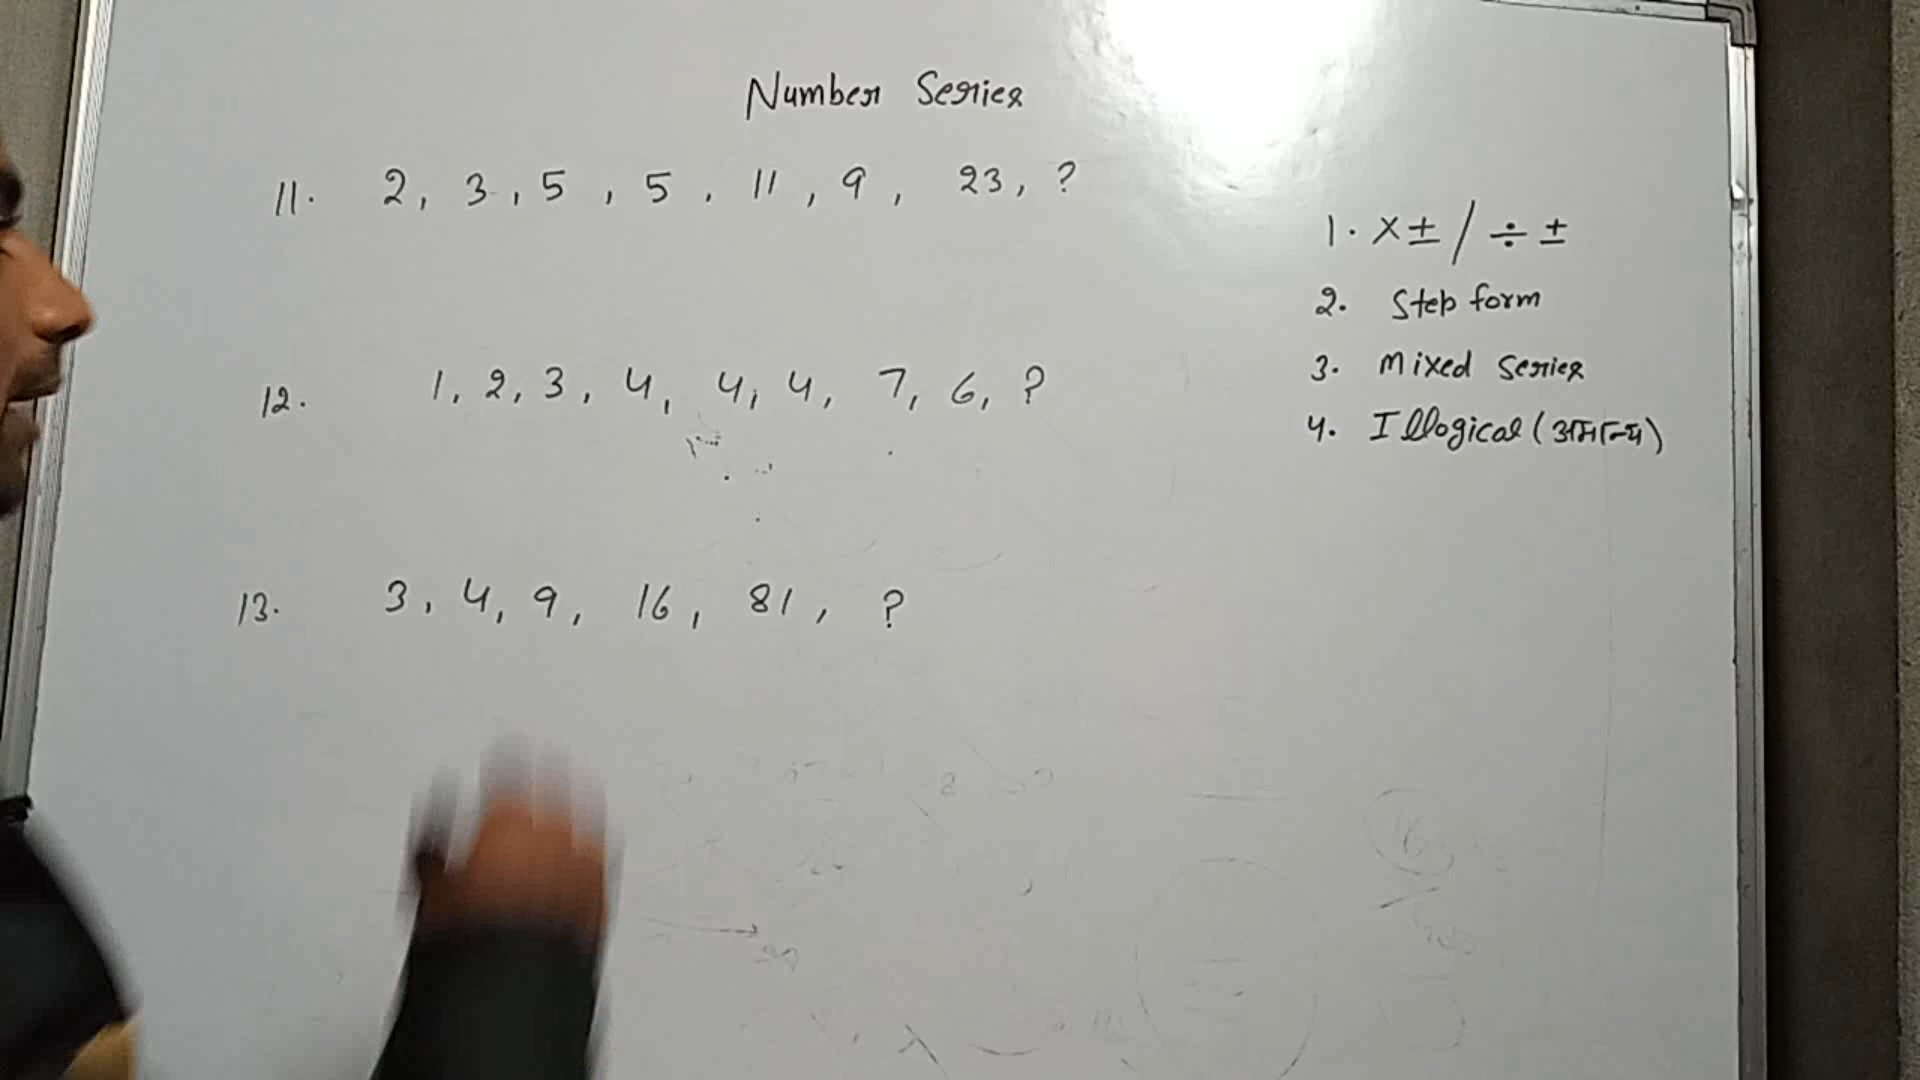 Number Series
11. 2, 3, 5, 5, 11, 9, 23, ?
1. ×± / ÷±
2. Step form
3. Mixed Series
12. 1, 2, 3, 4, 4, 4, 7, 6, ?
4. Illogical (अमान्य)
13. 3, 4, 9, 16, 81, ?